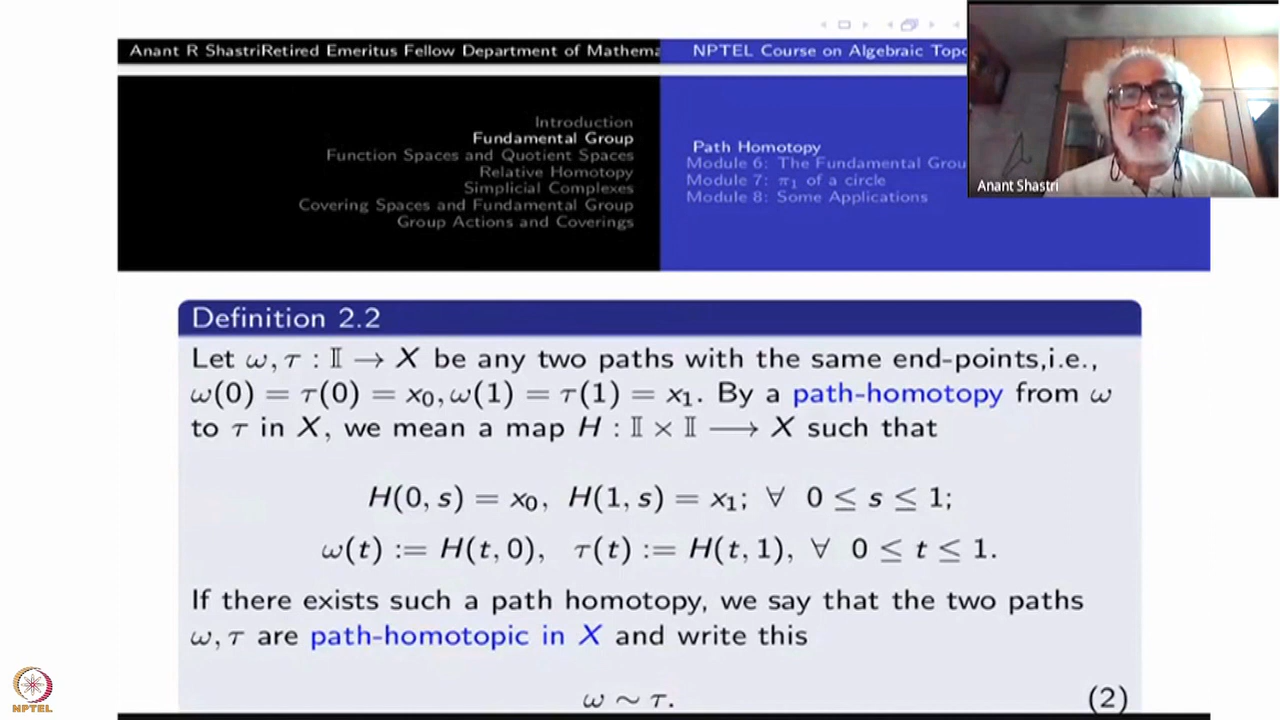 Anant R ShastriRetired Emeritus Fellow Department of Mathema
NPTEL Course on Algebraic Topo
Introduction
Fundamental Group
Function Spaces and Quotient Spaces
Relative Homotopy
Simplicial Complexes
Covering Spaces and Fundamental Group
Group Actions and Coverings
Path Homotopy
Module 6: The Fundamental Grou
Module 7: π₁ of a circle
Module 8: Some Applications
Anant Shastri
Definition 2.2
Let ω, τ : 𝕀 → X be any two paths with the same end-points,i.e.,
ω(0) = τ(0) = x₀, ω(1) = τ(1) = x₁. By a path-homotopy from ω
to τ in X, we mean a map H : 𝕀 × 𝕀 ⟶ X such that
H(0, s) = x₀, H(1, s) = x₁; ∀ 0 ≤ s ≤ 1;
ω(t) := H(t, 0), τ(t) := H(t, 1), ∀ 0 ≤ t ≤ 1.
If there exists such a path homotopy, we say that the two paths
ω, τ are path-homotopic in X and write this
ω ∼ τ. (2)
NPTEL